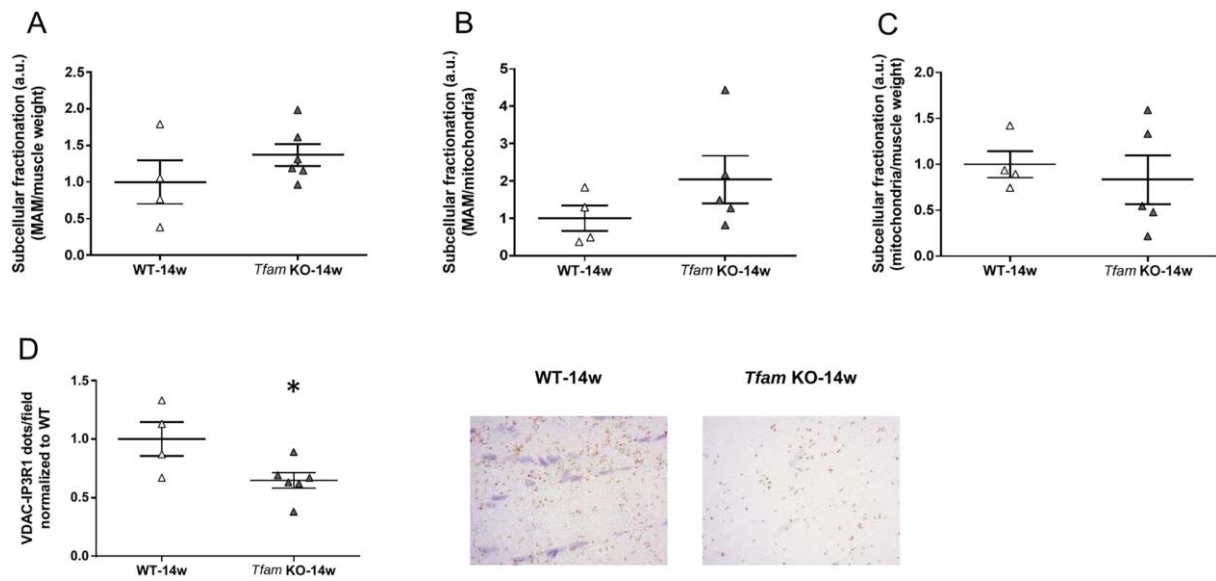 A
Subcellular fractionation (a.u.)
(MAM/muscle weight)
2.5
2.0
1.5
1.0
0.5
0.0
WT-14w
Tfam KO-14w
B
Subcellular fractionation (a.u.)
(MAM/mitochondria)
5
4
3
2
1
0
WT-14w
Tfam KO-14w
C
Subcellular fractionation (a.u.)
(mitochondria/muscle weight)
2.0
1.5
1.0
0.5
0.0
WT-14w
Tfam KO-14w
D
VDAC-IP3R1 dots/field
normalized to WT
1.5
1.0
0.5
0.0
*
WT-14w
Tfam KO-14w
WT-14w
Tfam KO-14w